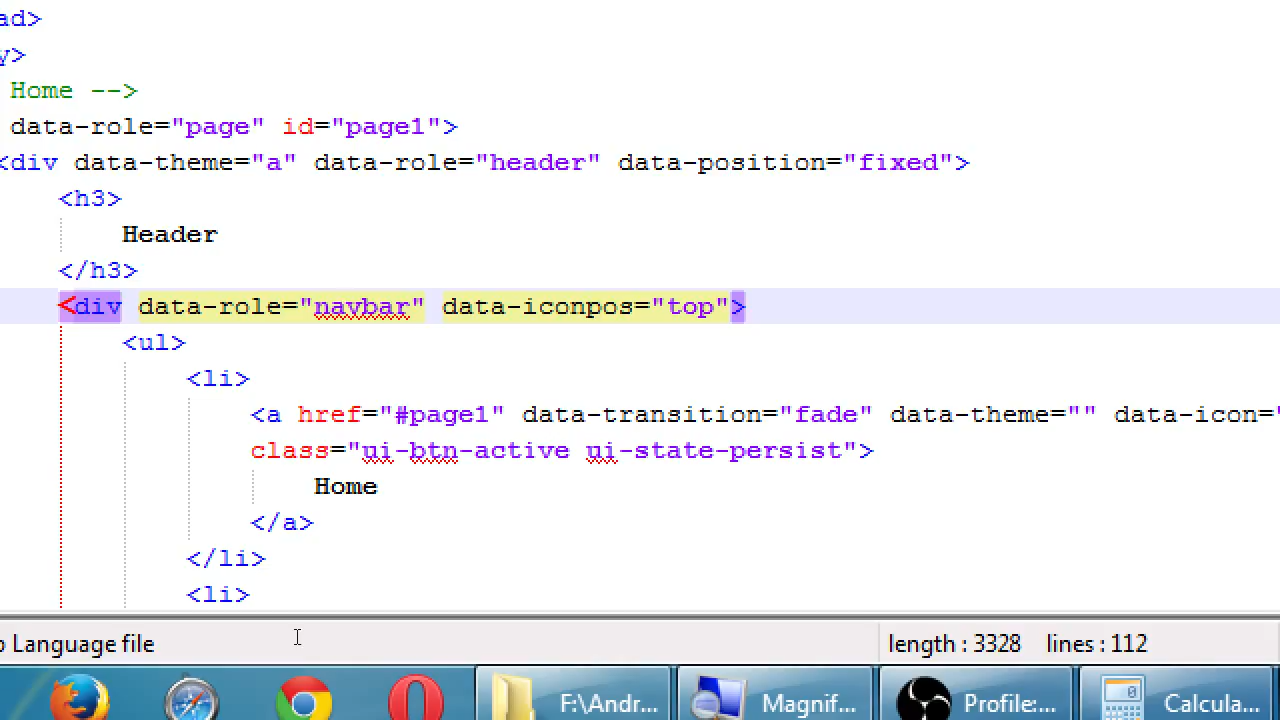 ad>
y>
Home -->
data-role="page" id="page1">
<div data-theme="a" data-role="header" data-position="fixed">
<h3>
Header
</h3>
<div data-role="navbar" data-iconpos="top">
<ul>
<li>
<a href="#page1" data-transition="fade" data-theme="" data-icon="
class="ui-btn-active ui-state-persist">
Home
</a>
</li>
<li>
p Language file length : 3328 lines : 112
F:\Andr... Magnif... Profile:... Calcula...